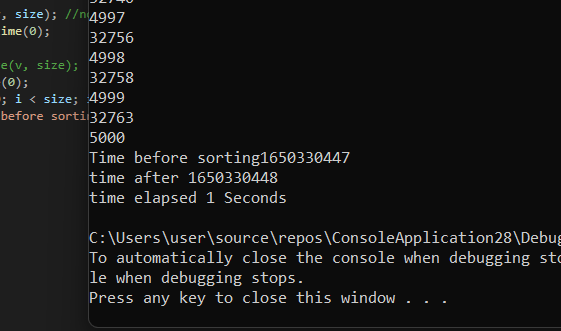 , size); //n
ime(0);
e(v, size);
(0);
; i < size;
before sorti
32740
4997
32756
4998
32758
4999
32763
5000
Time before sorting1650330447
time after 1650330448
time elapsed 1 Seconds
C:\Users\user\source\repos\ConsoleApplication28\Debug
To automatically close the console when debugging sto
le when debugging stops.
Press any key to close this window . . .